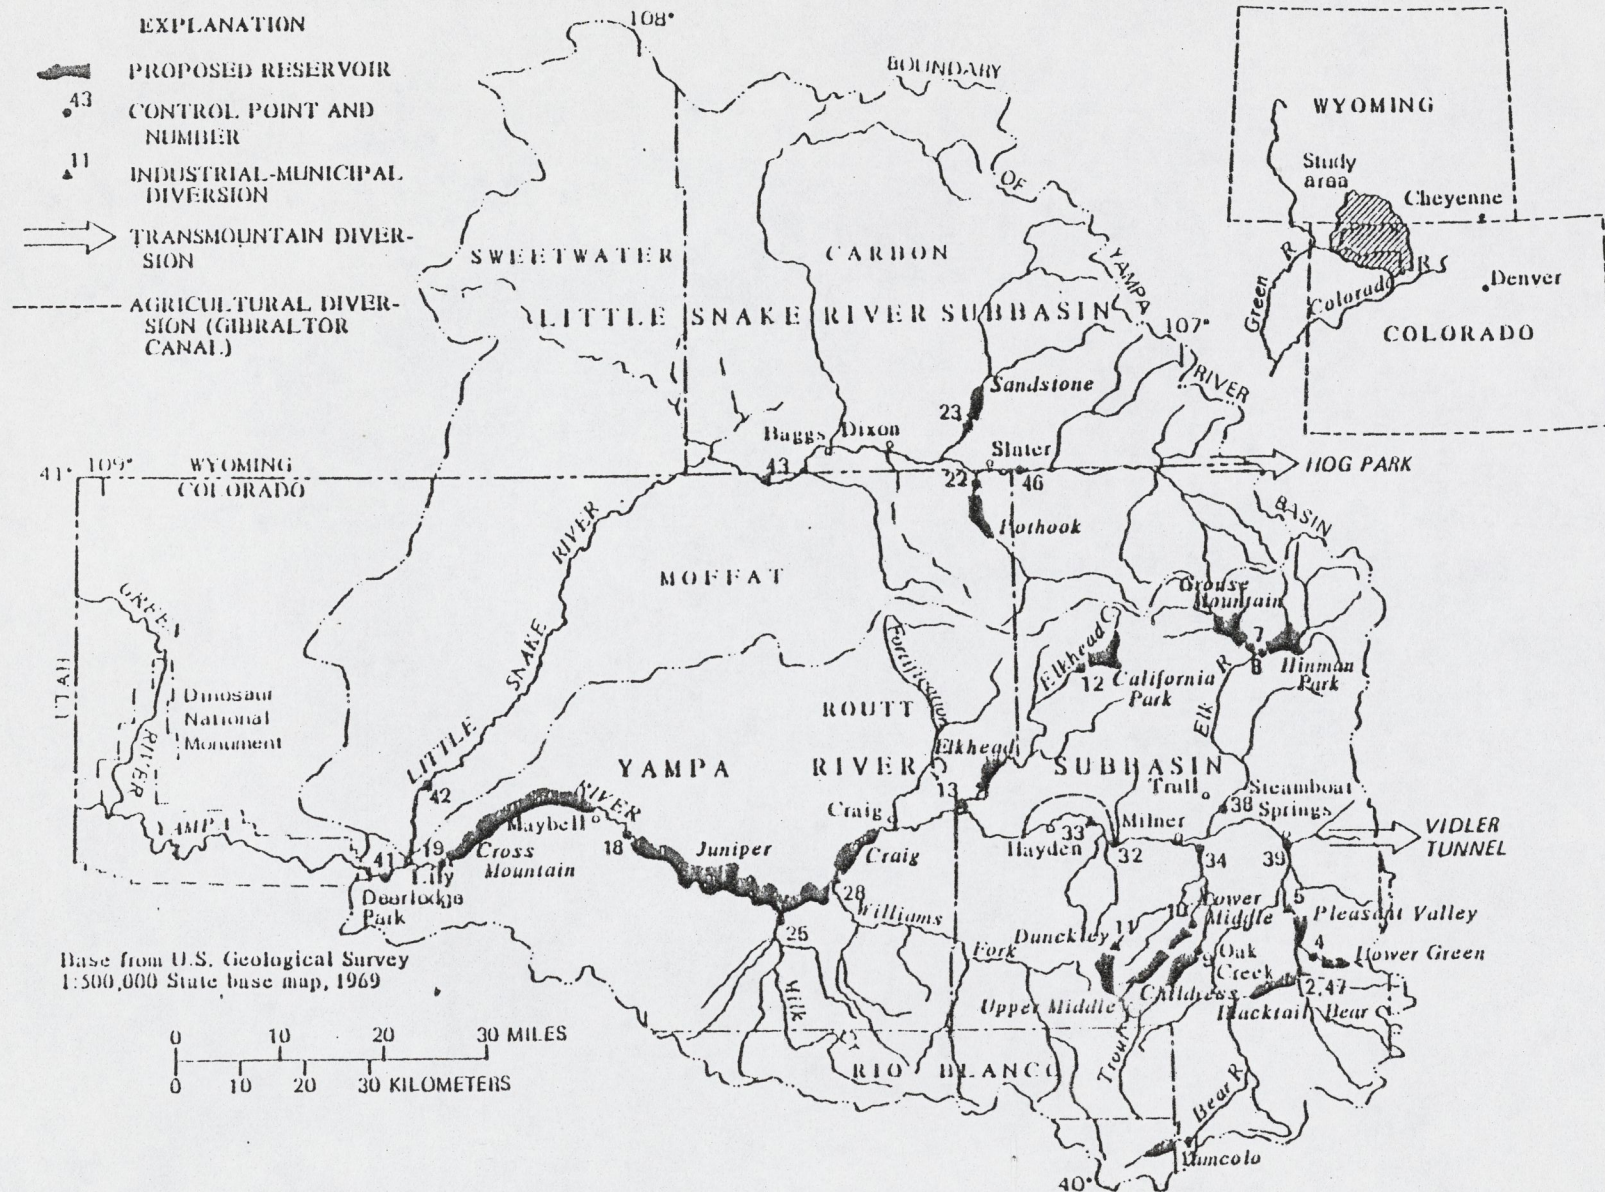 EXPLANATION
PROPOSED RESERVOIR
43
CONTROL POINT AND
NUMBER
11
INDUSTRIAL-MUNICIPAL
DIVERSION
TRANSMOUNTAIN DIVER-
SION
AGRICULTURAL DIVER-
SION (GIBRALTOR
CANAL)
108°
BOUNDARY
OF
YAMPA
RIVER
BASIN
WYOMING
Study
area
Cheyenne
Green R
Colorado R
Denver
COLORADO
SWEETWATER
CARBON
LITTLE SNAKE RIVER SUBBASIN
107°
Sandstone
23
Baggs
Dixon
Slater
43
22
46
HOG PARK
41°
109°
WYOMING
COLORADO
Pothook
MOFFAT
LITTLE SNAKE RIVER
GREEN
RIVER
UTAH
Dinosaur
National
Monument
Grouse
Mountain
7
8
Hinman
Park
Elkhead C
12
California
Park
Elk R
Fortification
ROUTT
Elkhead
YAMPA RIVER SUBBASIN
Trull
Steamboat
Springs
38
42
RIVER
Maybell
Craig
13
33
Hayden
Milner
VIDLER
TUNNEL
YAMPA
41
19
Lily
Cross
Mountain
18
Juniper
Craig
32
34
39
Deerlodge
Park
28
Williams
Fork
Lower
Middle
10
5
Pleasant Valley
25
Dunckley
11
9
Oak
Creek
4
Lower Green
Base from U.S. Geological Survey
1:500,000 State base map, 1969
Milk
Upper Middle
Childress
2,47
Blacktail
Bear C
0 10 20 30 MILES
0 10 20 30 KILOMETERS
RIO BLANCO
Trout
Bear R
Yamcolo
40°